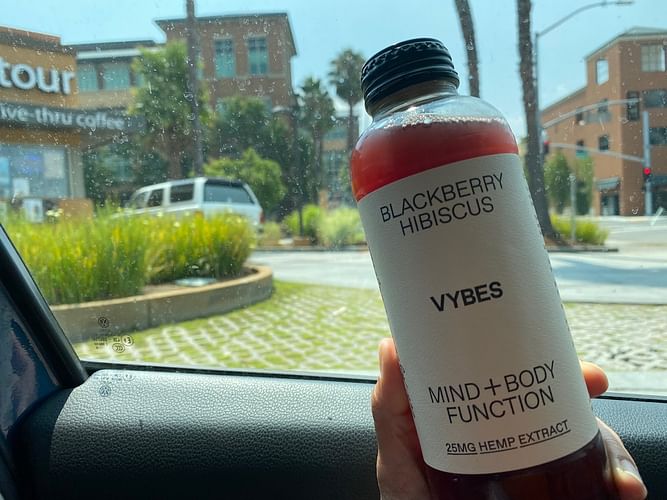 tour
ive-thru coffee
BLACKBERRY
HIBISCUS
VYBES
MIND + BODY
FUNCTION
25MG HEMP EXTRACT